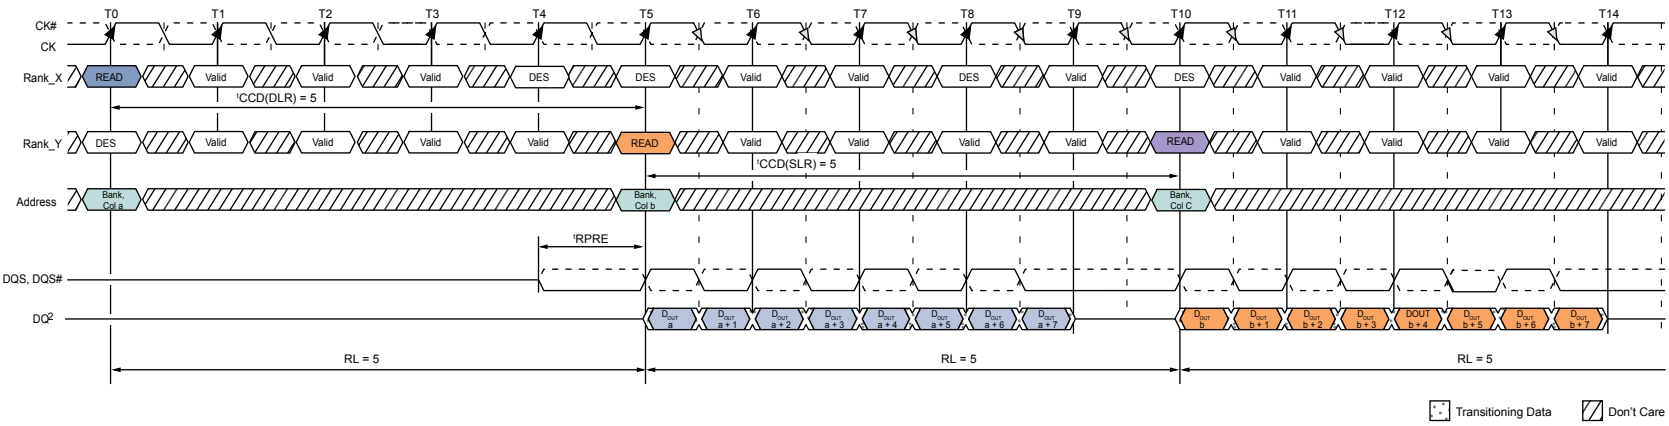 T0 T1 T2 T3 T4 T5 T6 T7 T8 T9 T10 T11 T12 T13 T14
CK#
CK
Rank_X READ Valid Valid Valid DES DES Valid Valid DES Valid DES Valid Valid Valid Valid
tCCD(DLR) = 5
Rank_Y DES Valid Valid Valid Valid READ Valid Valid Valid Valid READ Valid Valid Valid Valid
tCCD(SLR) = 5
Address Bank, Col a Bank, Col b Bank, Col C
tRPRE
DQS, DQS#
DQ2 DOUT a DOUT a + 1 DOUT a + 2 DOUT a + 3 DOUT a + 4 DOUT a + 5 DOUT a + 6 DOUT a + 7 DOUT b DOUT b + 1 DOUT b + 2 DOUT b + 3 DOUT b + 4 DOUT b + 5 DOUT b + 6 DOUT b + 7
RL = 5 RL = 5 RL = 5
Transitioning Data Don't Care